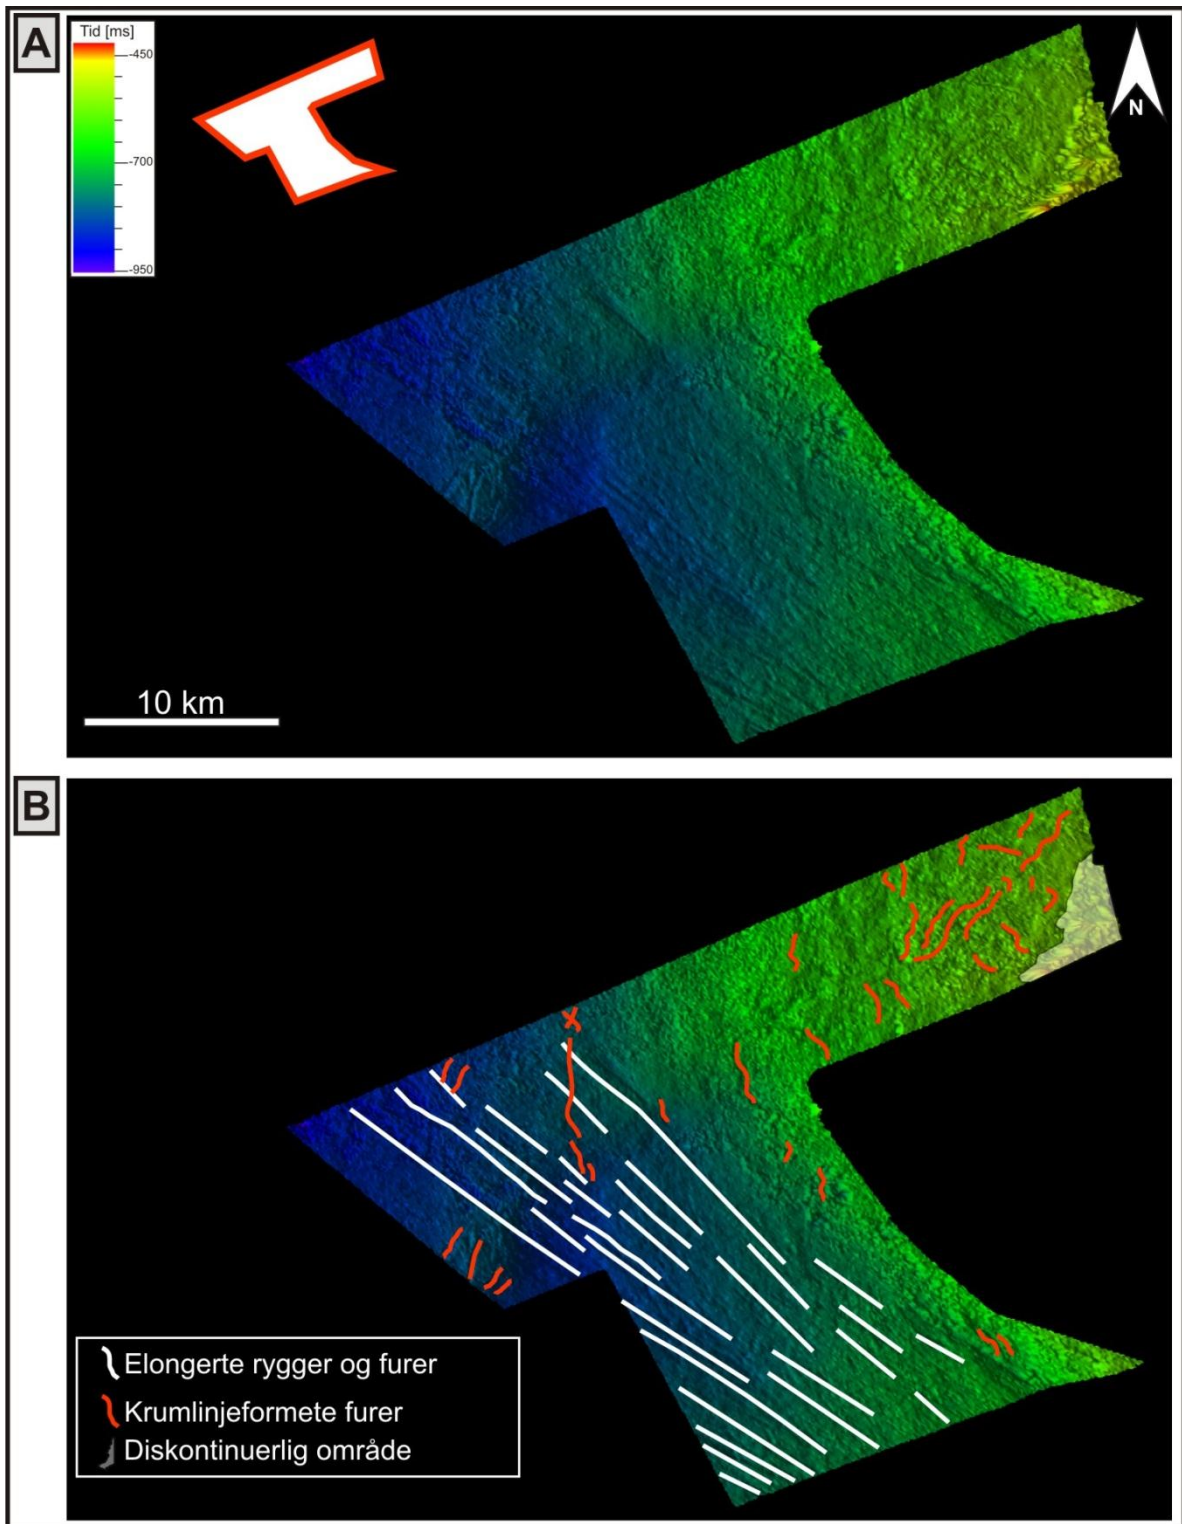 A
Tid [ms]
-450
-700
-950
N
10 km
B
Elongerte rygger og furer
Krumlinjeformete furer
Diskontinuerlig område